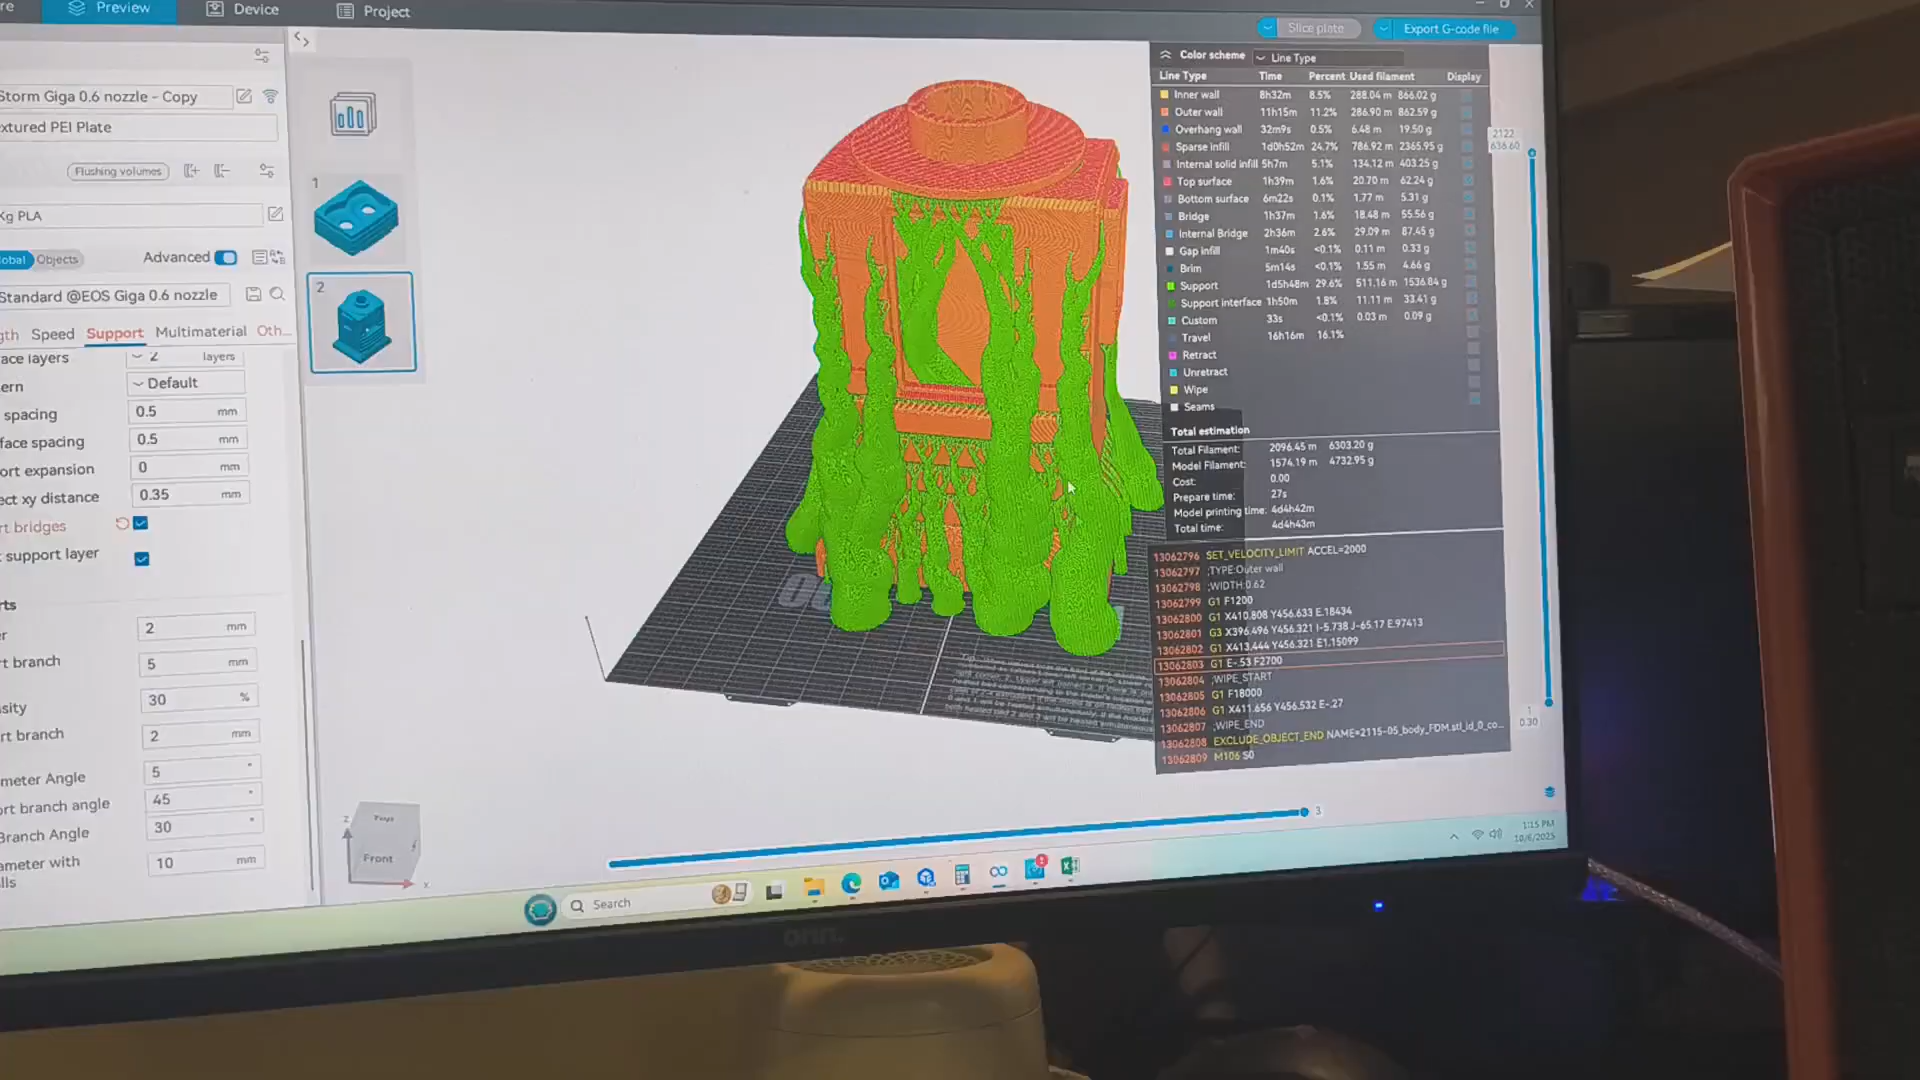 Preview
Device
Project
Slice plate
Export G-code file
Storm Giga 0.6 nozzle - Copy
xtured PEI Plate
Flushing volumes
Kg PLA
obal
Objects
Advanced
Standard @EOS Giga 0.6 nozzle
gth
Speed
Support
Multimaterial
Oth...
ace layers
2
layers
ern
Default
spacing
0.5
mm
face spacing
0.5
mm
ort expansion
0
mm
ect xy distance
0.35
mm
rt bridges
t support layer
rts
er
2
mm
rt branch
5
mm
sity
30
%
rt branch
2
mm
meter Angle
5
°
ort branch angle
45
°
Branch Angle
30
°
ameter with
lls
10
mm
1
2
Front
z
x
Color scheme
Line Type
Line Type Time Percent Used filament Display
Inner wall 8h32m 8.5% 288.04 m 866.02 g
Outer wall 11h15m 11.2% 286.90 m 862.59 g
Overhang wall 32m9s 0.5% 6.48 m 19.50 g
Sparse infill 1d0h52m 24.7% 786.92 m 2365.95 g
Internal solid infill 5h7m 5.1% 134.12 m 403.25 g
Top surface 1h39m 1.6% 20.70 m 62.24 g
Bottom surface 6m22s 0.1% 1.77 m 5.31 g
Bridge 1h37m 1.6% 18.48 m 55.56 g
Internal Bridge 2h36m 2.6% 29.09 m 87.45 g
Gap infill 1m40s <0.1% 0.11 m 0.33 g
Brim 5m14s <0.1% 1.55 m 4.66 g
Support 1d5h48m 29.6% 511.16 m 1536.84 g
Support interface 1h50m 1.8% 11.11 m 33.41 g
Custom 33s <0.1% 0.03 m 0.09 g
Travel 16h16m 16.1%
Retract
Unretract
Wipe
Seams
Total estimation
Total Filament: 2096.45 m 6303.20 g
Model Filament: 1574.19 m 4732.95 g
Cost: 0.00
Prepare time: 27s
Model printing time: 4d4h42m
Total time: 4d4h43m
2122
636.60
1
0.30
13062796 SET_VELOCITY_LIMIT ACCEL=2000
13062797 ;TYPE:Outer wall
13062798 ;WIDTH:0.62
13062799 G1 F1200
13062800 G1 X410.808 Y456.633 E.18434
13062801 G3 X396.496 Y456.321 I-5.738 J-65.17 E.97413
13062802 G1 X413.444 Y456.321 E1.15099
13062803 G1 E-.53 F2700
13062804 ;WIPE_START
13062805 G1 F18000
13062806 G1 X411.656 Y456.532 E-.27
13062807 ;WIPE_END
13062808 EXCLUDE_OBJECT_END NAME=2115-05_body_FDM.stl_id_0_co...
13062809 M106 S0
3
Search
1:15 PM
10/6/2025
onn.